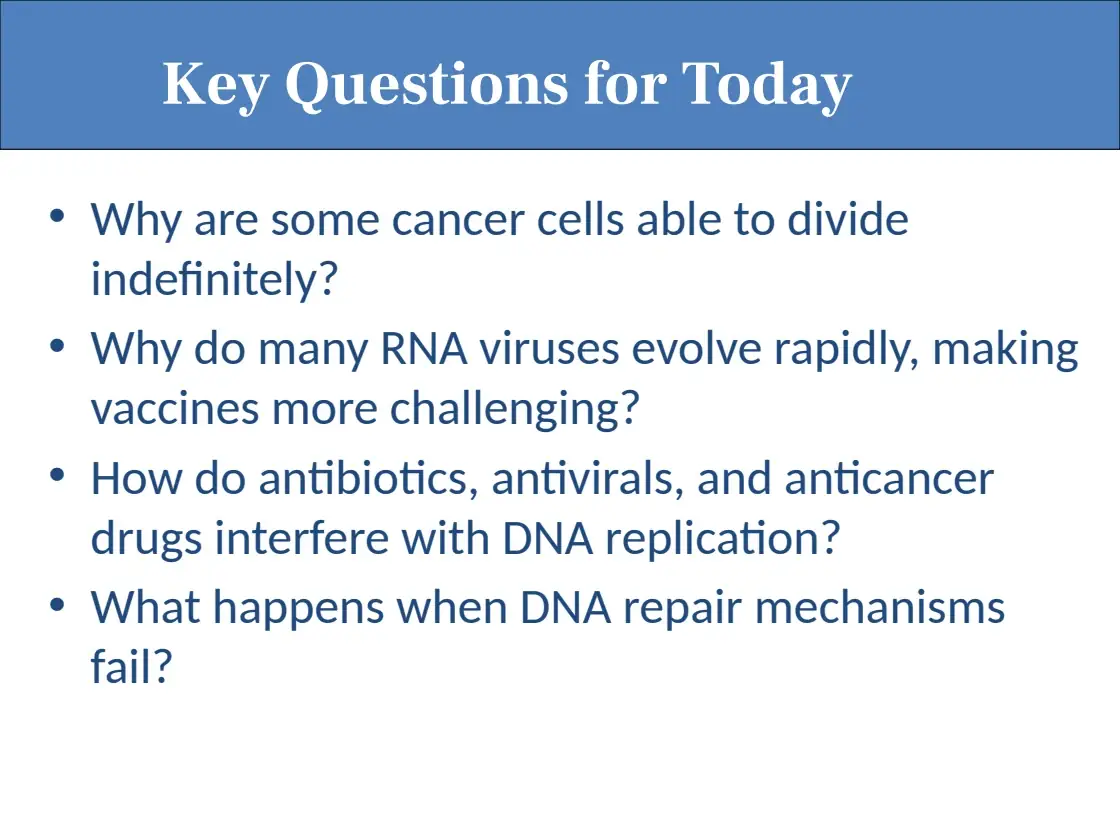 Key Questions for Today
• Why are some cancer cells able to divide
indefinitely?
• Why do many RNA viruses evolve rapidly, making
vaccines more challenging?
• How do antibiotics, antivirals, and anticancer
drugs interfere with DNA replication?
• What happens when DNA repair mechanisms
fail?